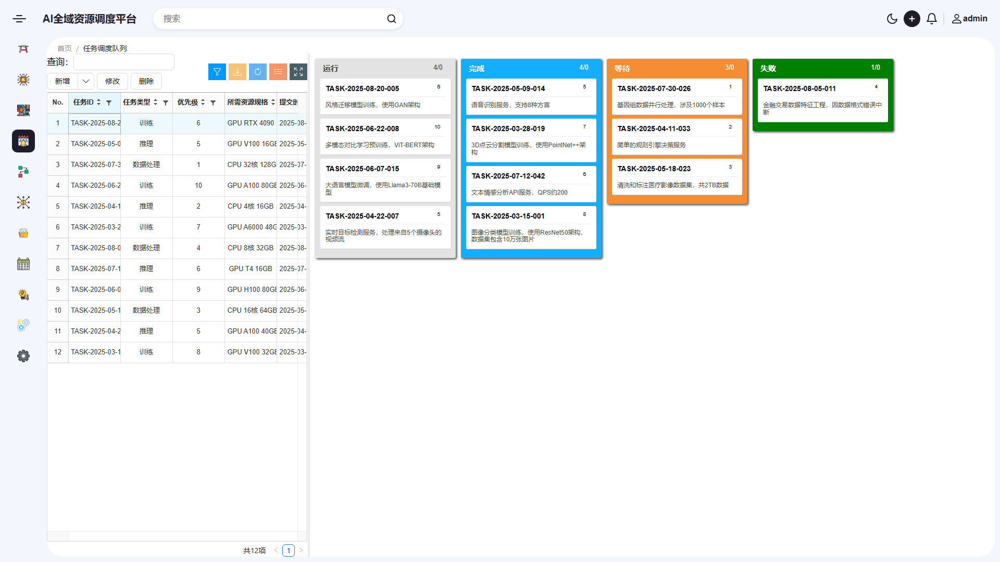 AI全域资源调度平台
搜索
admin
首页 / 任务调度队列
查询：
新增 修改 删除
No. 任务ID 任务类型 优先级 所需资源规格 提交时
1 TASK-2025-08-2 训练 6 GPU RTX 4090 2025-08-
2 TASK-2025-05-0 推理 5 GPU V100 16GB 2025-05-
3 TASK-2025-07-3 数据处理 1 CPU 32核 128G 2025-07-
4 TASK-2025-06-2 训练 10 GPU A100 80GB 2025-06-
5 TASK-2025-04-1 推理 2 CPU 4核 16GB 2025-04-
6 TASK-2025-03-2 训练 7 GPU A6000 48G 2025-03-
7 TASK-2025-08-0 数据处理 4 CPU 8核 32GB 2025-08-
8 TASK-2025-07-1 推理 6 GPU T4 16GB 2025-07-
9 TASK-2025-06-0 训练 9 GPU H100 80GB 2025-06-
10 TASK-2025-05-1 数据处理 3 CPU 16核 64GB 2025-05-
11 TASK-2025-04-2 推理 5 GPU A100 40GB 2025-04-
12 TASK-2025-03-1 训练 8 GPU V100 32GB 2025-03-
共12项 1
运行 4/0
TASK-2025-08-20-005 6
风格迁移模型训练，使用GAN架构
TASK-2025-06-22-008 10
多模态对比学习预训练，ViT-BERT架构
TASK-2025-06-07-015 9
大语言模型微调，使用Llama3-70B基础模
型
TASK-2025-04-22-007 5
实时目标检测服务，处理来自5个摄像头的
视频流
完成 4/0
TASK-2025-05-09-014 5
语音识别服务，支持8种方言
TASK-2025-03-28-019 7
3D点云分割模型训练，使用PointNet++架
构
TASK-2025-07-12-042 6
文本情感分析API服务，QPS约200
TASK-2025-03-15-001 8
图像分类模型训练，使用ResNet50架构，
数据集包含10万张图片
等待 3/0
TASK-2025-07-30-026 1
基因组数据并行处理，涉及1000个样本
TASK-2025-04-11-033 2
简单的规则引擎决策服务
TASK-2025-05-18-023 3
清洗和标注医疗影像数据集，共2TB数据
失败 1/0
TASK-2025-08-05-011 4
金融交易数据特征工程，因数据格式错误中
断